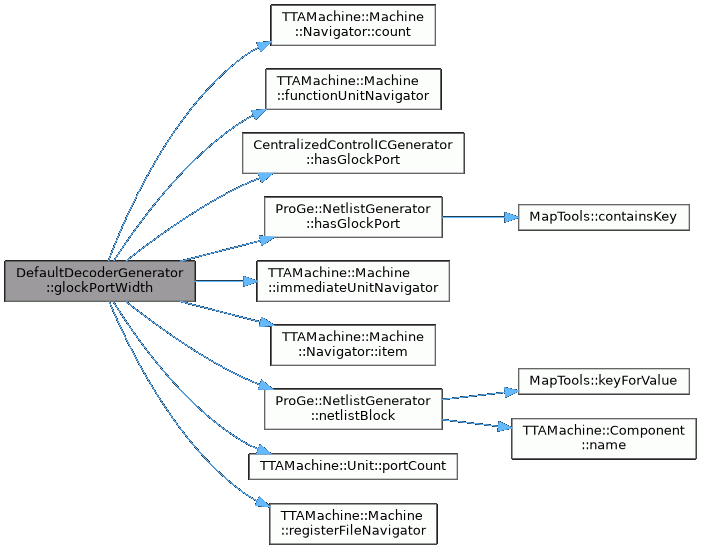 TTAMachine::Machine
::Navigator::count
TTAMachine::Machine
::functionUnitNavigator
CentralizedControlICGenerator
::hasGlockPort
ProGe::NetlistGenerator
::hasGlockPort
MapTools::containsKey
DefaultDecoderGenerator
::glockPortWidth
TTAMachine::Machine
::immediateUnitNavigator
TTAMachine::Machine
::Navigator::item
ProGe::NetlistGenerator
::netlistBlock
MapTools::keyForValue
TTAMachine::Component
::name
TTAMachine::Unit::portCount
TTAMachine::Machine
::registerFileNavigator